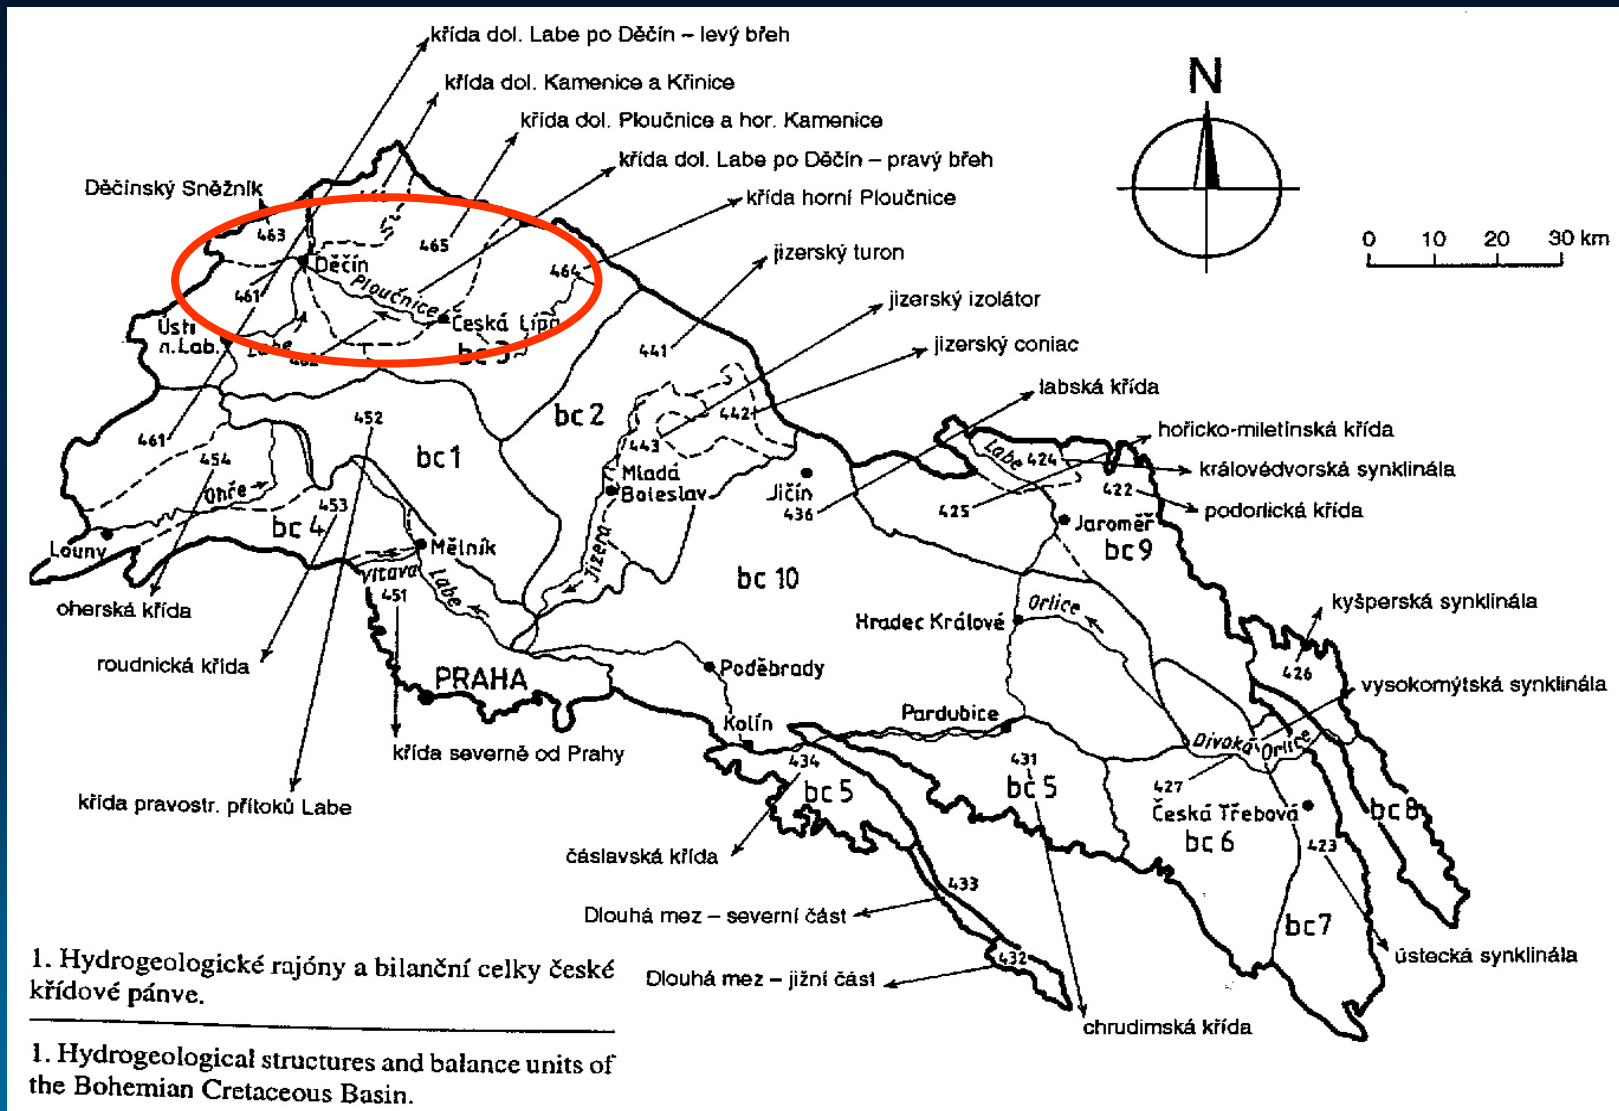 křída dol. Labe po Děčín – levý břeh
křída dol. Kamenice a Křinice
křída dol. Ploučnice a hor. Kamenice
křída dol. Labe po Děčín – pravý břeh
Děčínský Sněžník
křída horní Ploučnice
jizerský turon
jizerský izolátor
jizerský coniac
labská křída
hořicko-miletínská křída
královédvorská synklinála
podorlická křída
kyšperská synklinála
vysokomýtská synklinála
ústecká synklinála
chrudimská křída
Dlouhá mez – jižní část
Dlouhá mez – severní část
čáslavská křída
křída severně od Prahy
křída pravostr. přítoků Labe
roudnická křída
oherská křída
N
0 10 20 30 km
463
465
464
461
Děčín
Ploučnice
Česká Lípa
Ústí
n.Lab.
Labe
462
bc 3
441
442
443
bc 2
452
bc 1
461
454
Ohře
453
bc 4
Louny
Mělník
Vltava
Labe
451
PRAHA
Mladá
Boleslav
Jizera
Jičín
436
bc 10
Labe
424
425
422
Jaroměř
bc 9
Hradec Králové
Orlice
Poděbrady
Kolín
Pardubice
434
bc 5
431
bc 5
433
432
Divoká Orlice
427
Česká Třebová
bc 6
423
bc 7
426
bc 8
1. Hydrogeologické rajóny a bilanční celky české
křídové pánve.
1. Hydrogeological structures and balance units of
the Bohemian Cretaceous Basin.